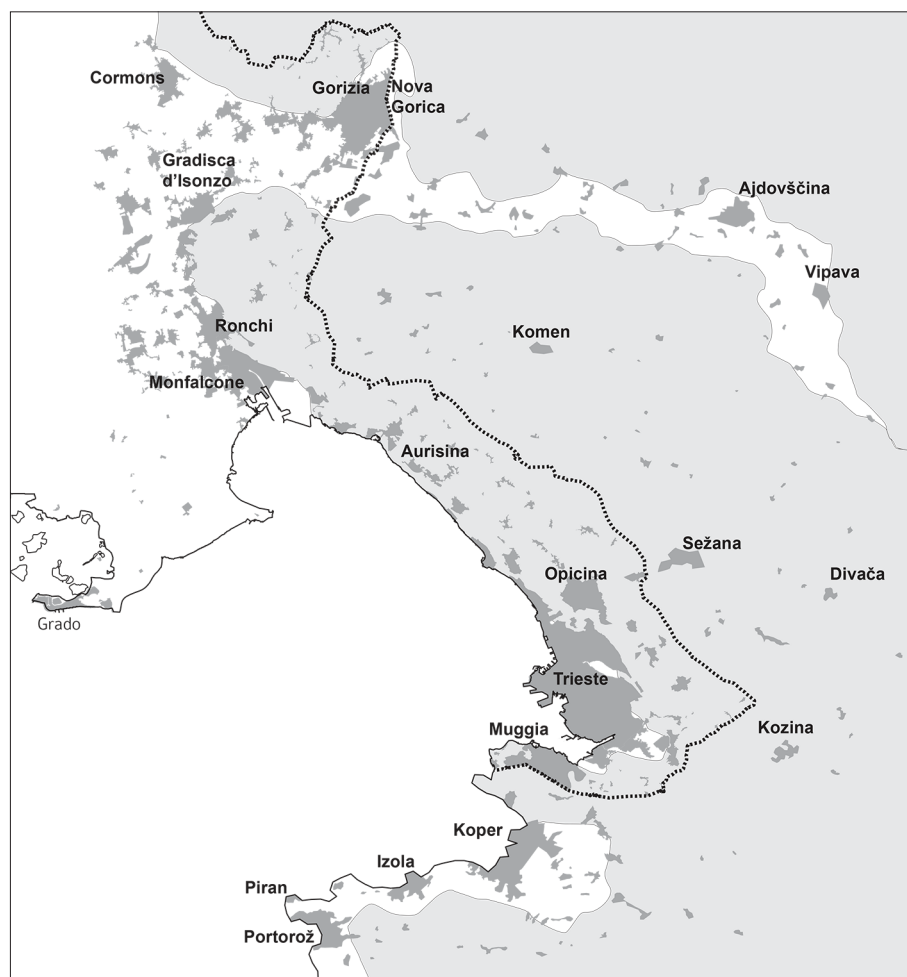 Cormons
Gorizia
Nova
Gorica
Gradisca
d'Isonzo
Ajdovščina
Vipava
Ronchi
Komen
Monfalcone
Aurisina
Sežana
Opicina
Divača
Grado
Trieste
Muggia
Kozina
Koper
Izola
Piran
Portorož